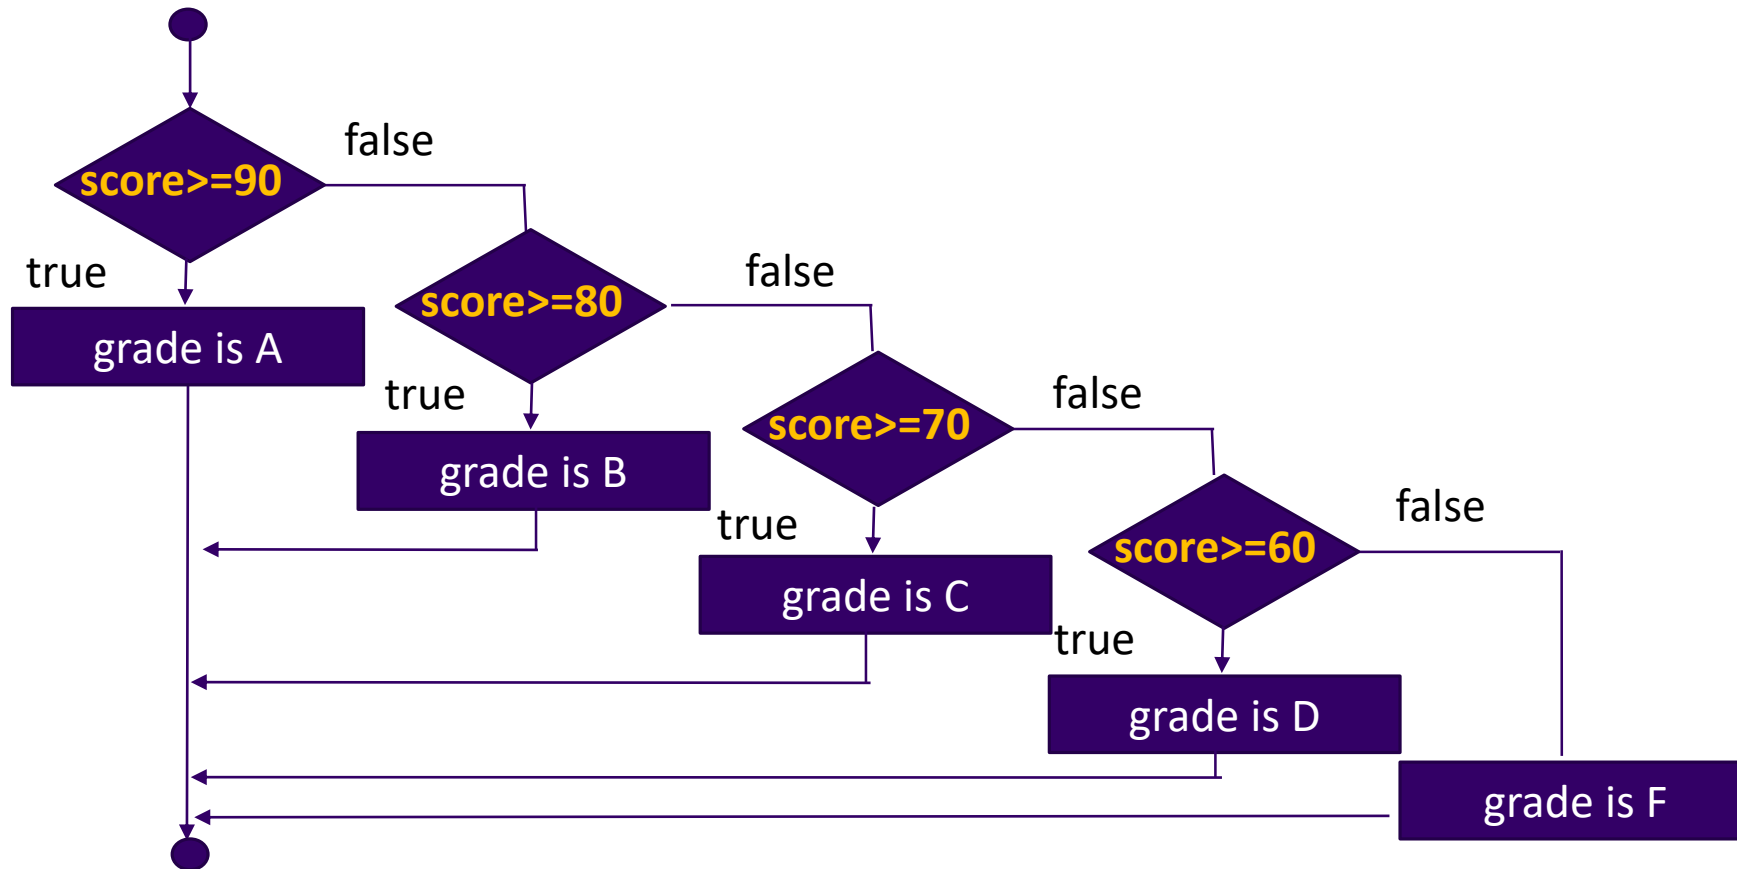 false
score>=90
true
false
score>=80
grade is A
true
false
score>=70
grade is B
true
false
score>=60
grade is C
true
grade is D
grade is F